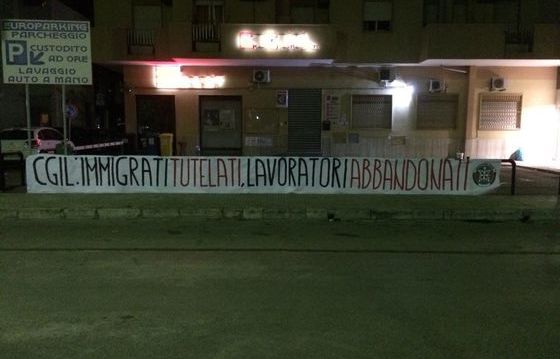 EUROPARKING
PARCHEGGIO
P CUSTODITO
AD ORE
LAVAGGIO
AUTO A MANO
CGIL: IMMIGRATI TUTELATI, LAVORATORI ABBANDONATI